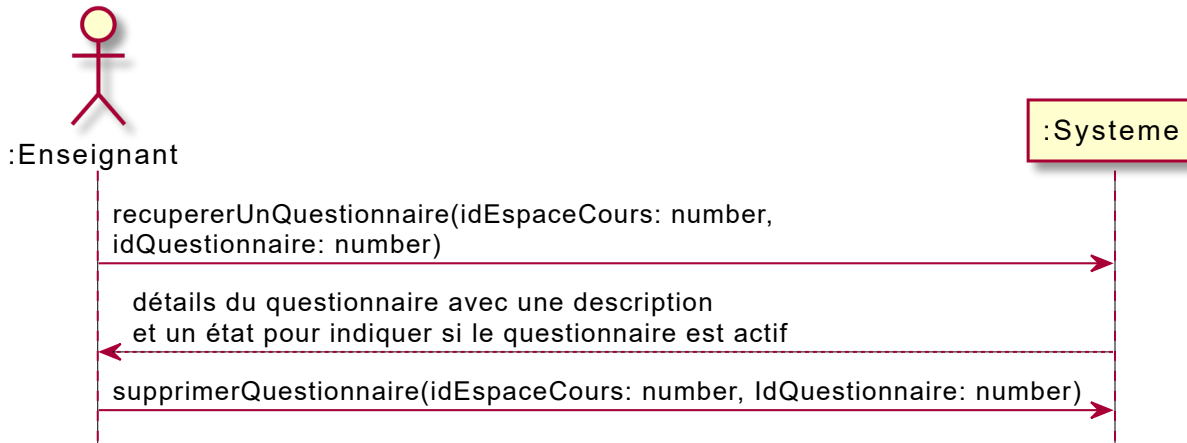 :Enseignant
:Systeme
recupererUnQuestionnaire(idEspaceCours: number,
idQuestionnaire: number)
détails du questionnaire avec une description
et un état pour indiquer si le questionnaire est actif
supprimerQuestionnaire(idEspaceCours: number, IdQuestionnaire: number)